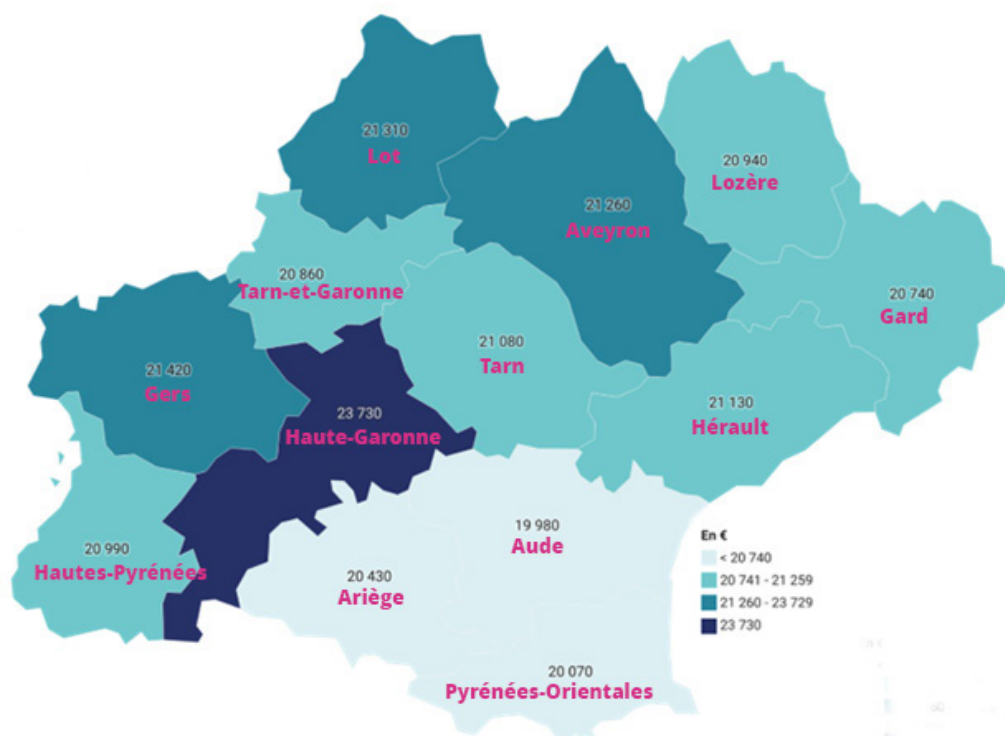 21 310
Lot
20 940
Lozère
21 260
Aveyron
20 860
Tarn-et-Garonne
20 740
Gard
21 080
Tarn
21 420
Gers
23 730
Haute-Garonne
21 130
Hérault
19 980
Aude
20 990
Hautes-Pyrénées
20 430
Ariège
20 070
Pyrénées-Orientales
En €
< 20 740
20 741 - 21 259
21 260 - 23 729
23 730